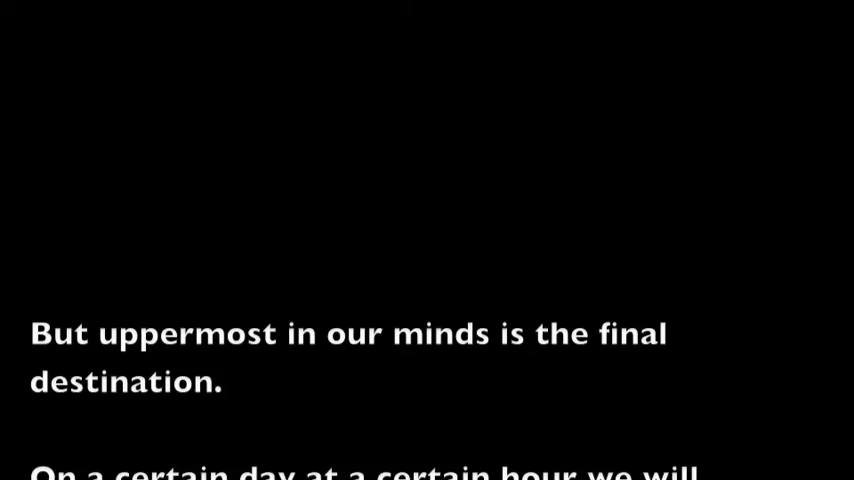 But uppermost in our minds is the final
destination.
On a certain day at a certain hour we will